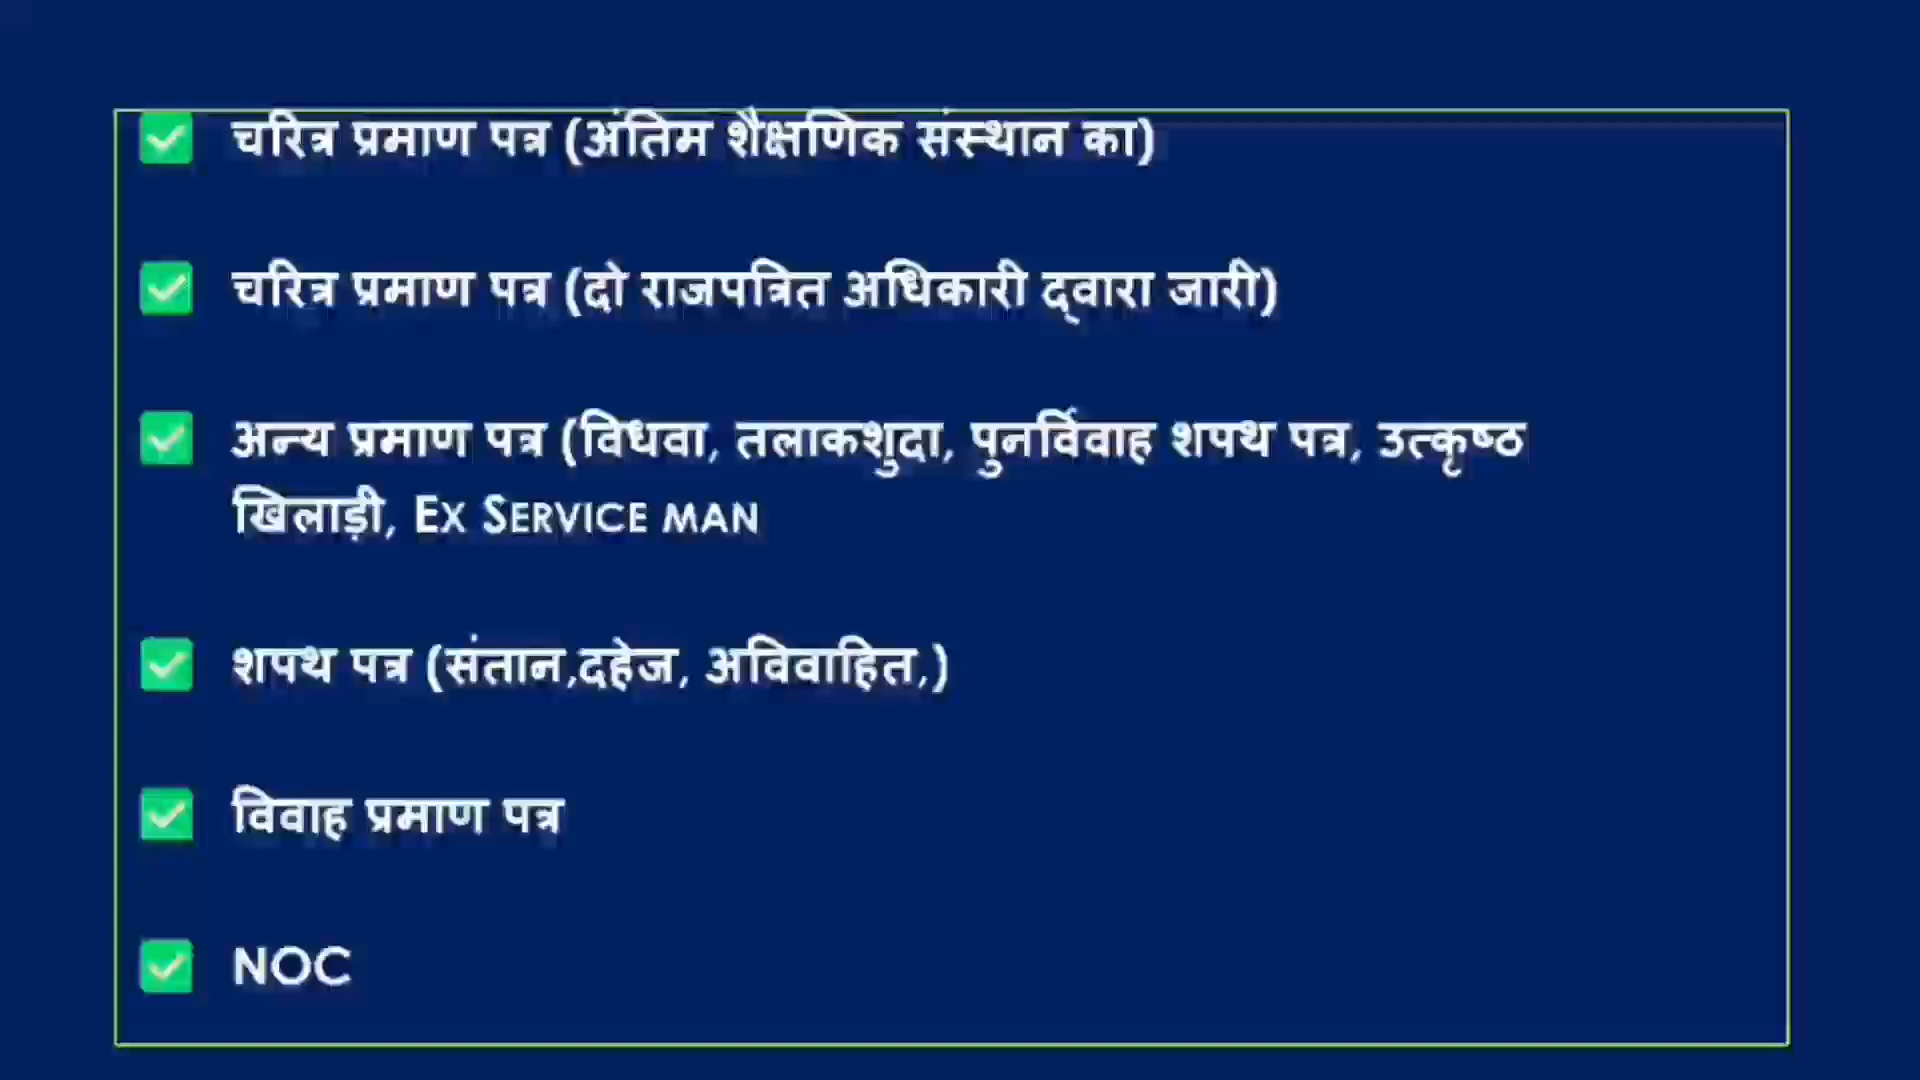 ✅ चरित्र प्रमाण पत्र (अंतिम शैक्षणिक संस्थान का)
✅ चरित्र प्रमाण पत्र (दो राजपत्रित अधिकारी द्वारा जारी)
✅ अन्य प्रमाण पत्र (विधवा, तलाकशुदा, पुनर्विवाह शपथ पत्र, उत्कृष्ठ
खिलाड़ी, EX SERVICE MAN
✅ शपथ पत्र (संतान,दहेज, अविवाहित,)
✅ विवाह प्रमाण पत्र
✅ NOC